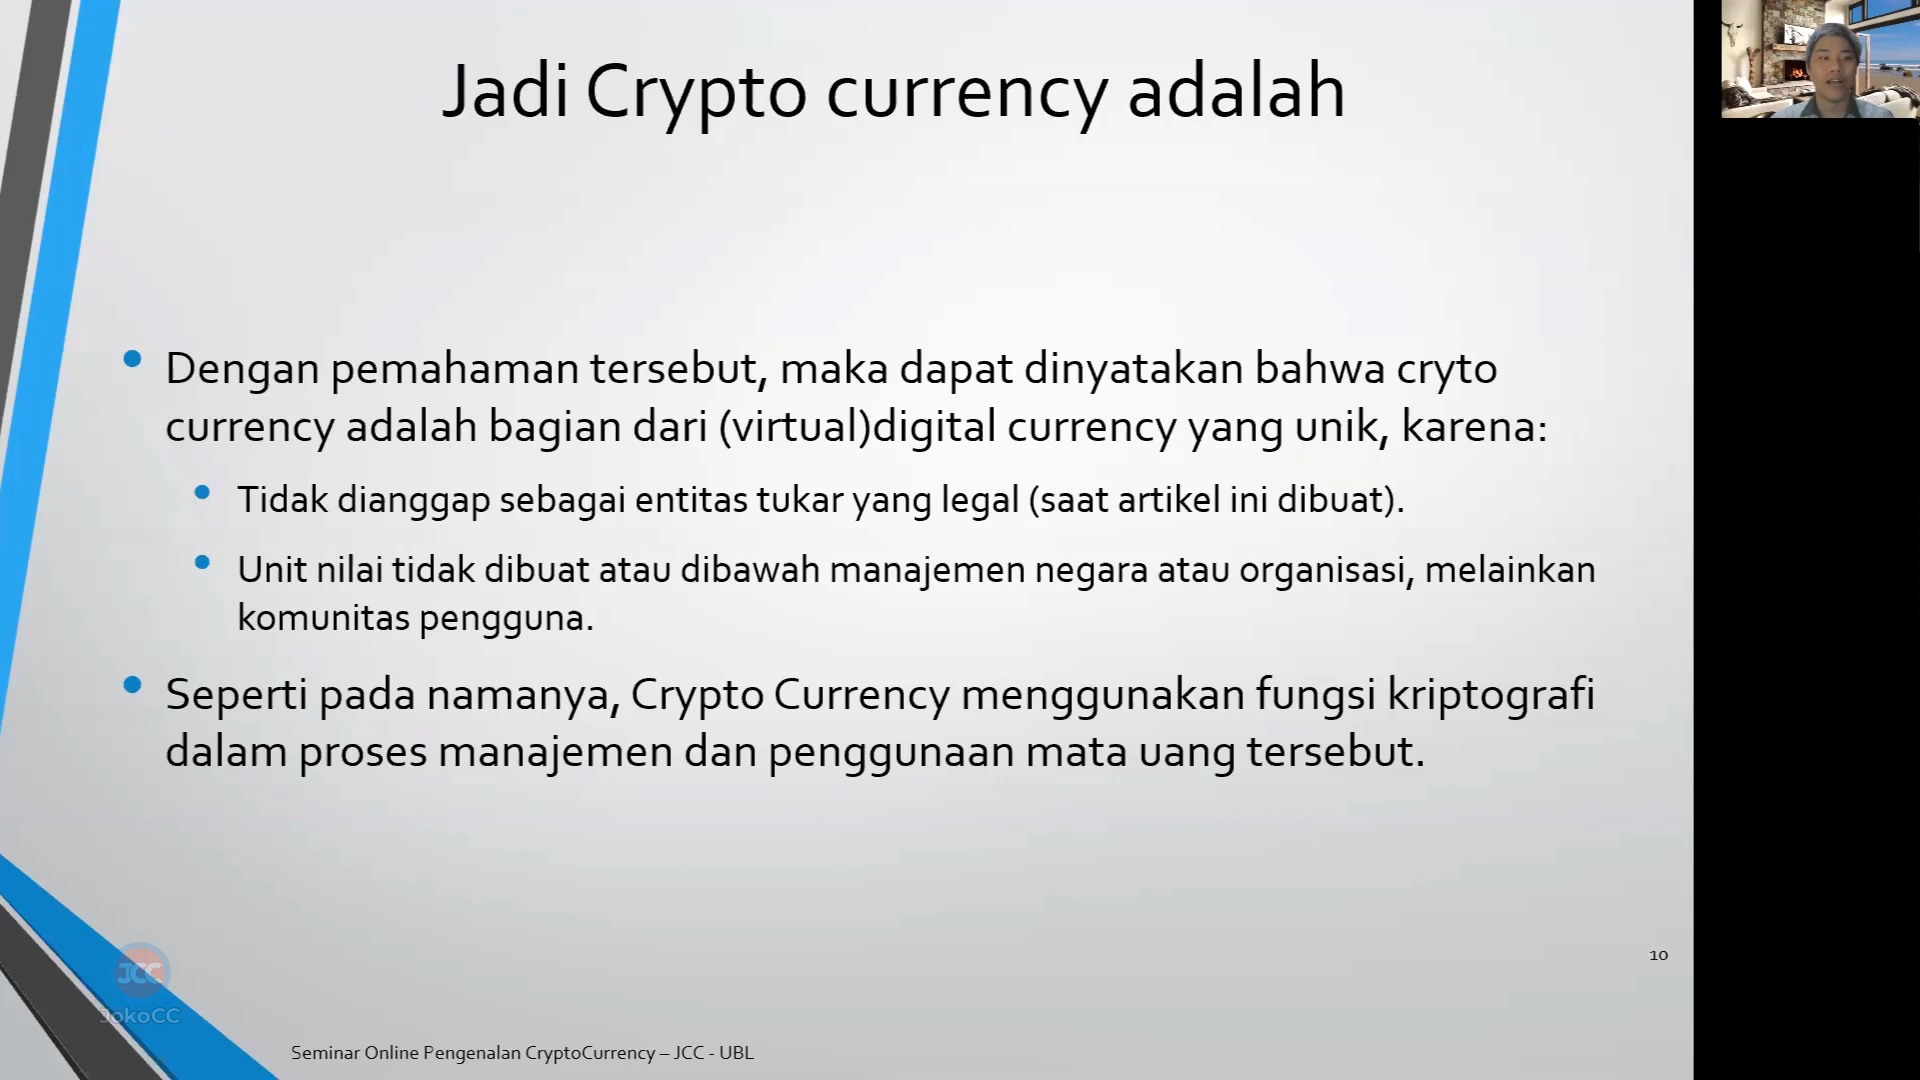 Jadi Crypto currency adalah
• Dengan pemahaman tersebut, maka dapat dinyatakan bahwa cryto
currency adalah bagian dari (virtual)digital currency yang unik, karena:
• Tidak dianggap sebagai entitas tukar yang legal (saat artikel ini dibuat).
• Unit nilai tidak dibuat atau dibawah manajemen negara atau organisasi, melainkan
komunitas pengguna.
• Seperti pada namanya, Crypto Currency menggunakan fungsi kriptografi
dalam proses manajemen dan penggunaan mata uang tersebut.
10
JCC
JokoCC
Seminar Online Pengenalan CryptoCurrency – JCC - UBL